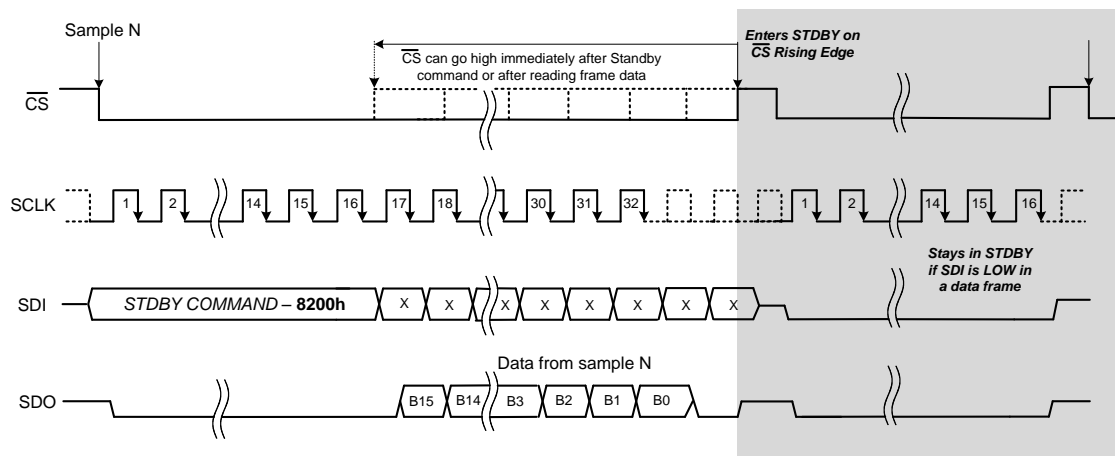 Sample N
CS can go high immediately after Standby
command or after reading frame data
Enters STDBY on
CS Rising Edge
CS
SCLK
1 2 14 15 16 17 18 30 31 32 1 2 14 15 16
Stays in STDBY
if SDI is LOW in
a data frame
SDI
STDBY COMMAND – 8200h
X X X X X X X X
Data from sample N
SDO
B15 B14 B3 B2 B1 B0